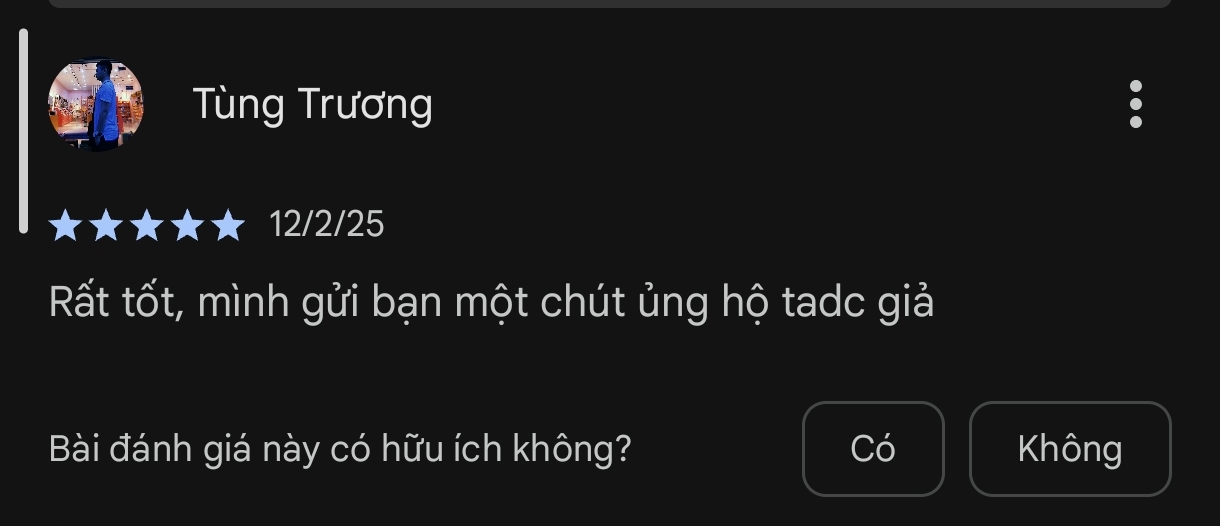 Tùng Trương
12/2/25
Rất tốt, mình gửi bạn một chút ủng hộ tadc giả
Bài đánh giá này có hữu ích không?
Có
Không